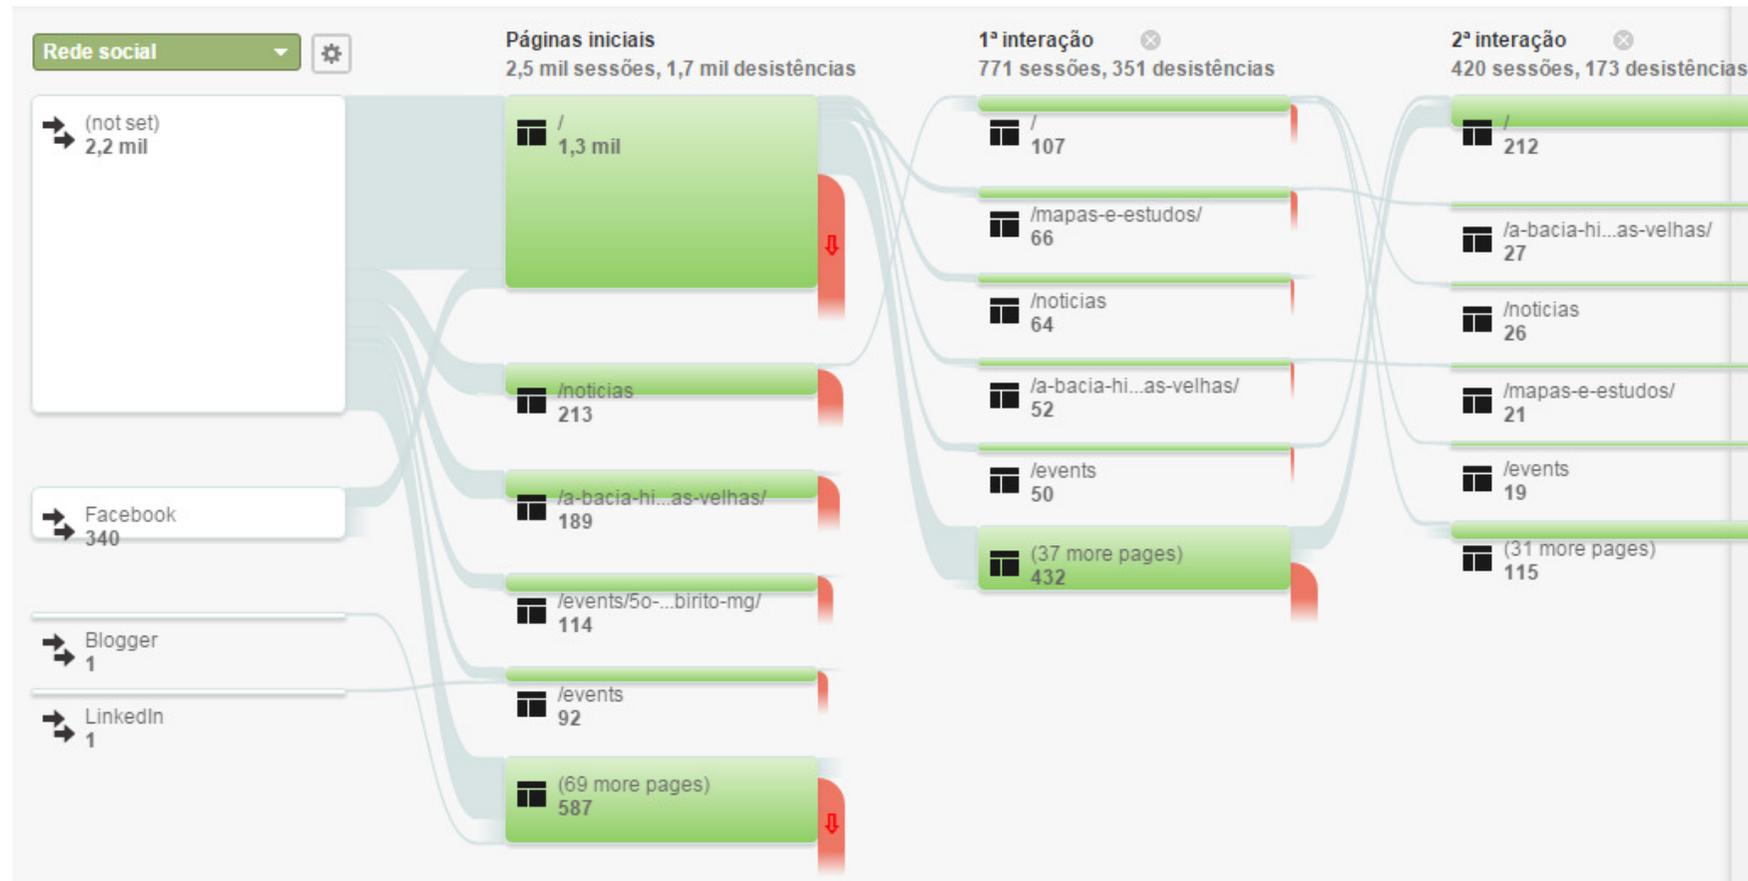 Rede social
(not set)
2,2 mil
Facebook
340
Blogger
1
LinkedIn
1
Páginas iniciais
2,5 mil sessões, 1,7 mil desistências
/
1,3 mil
/noticias
213
/a-bacia-hi...as-velhas/
189
/events/5o-...birito-mg/
114
/events
92
(69 more pages)
587
1ª interação
771 sessões, 351 desistências
/
107
/mapas-e-estudos/
66
/noticias
64
/a-bacia-hi...as-velhas/
52
/events
50
(37 more pages)
432
2ª interação
420 sessões, 173 desistências
/
212
/a-bacia-hi...as-velhas/
27
/noticias
26
/mapas-e-estudos/
21
/events
19
(31 more pages)
115